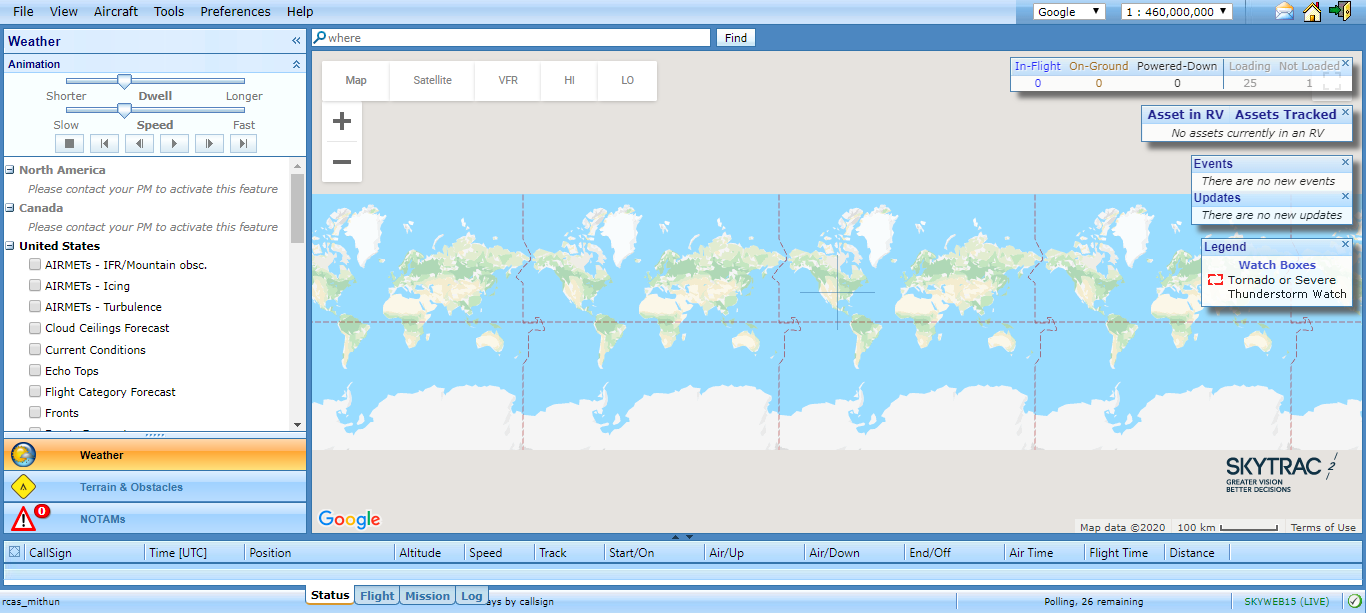 File View Aircraft Tools Preferences Help
Google 1 : 460,000,000
Weather
Animation
Shorter Dwell Longer
Slow Speed Fast
North America
Please contact your PM to activate this feature
Canada
Please contact your PM to activate this feature
United States
AIRMETs - IFR/Mountain obsc.
AIRMETs - Icing
AIRMETs - Turbulence
Cloud Ceilings Forecast
Current Conditions
Echo Tops
Flight Category Forecast
Fronts
Weather
Terrain & Obstacles
0
NOTAMs
where Find
Map Satellite VFR HI LO
In-Flight On-Ground Powered-Down Loading Not Loaded
0 0 0 25 1
Asset in RV Assets Tracked
No assets currently in an RV
Events
There are no new events
Updates
There are no new updates
Legend
Watch Boxes
Tornado or Severe
Thunderstorm Watch
SKYTRAC
GREATER VISION
BETTER DECISIONS
Google
Map data ©2020 100 km Terms of Use
CallSign Time [UTC] Position Altitude Speed Track Start/On Air/Up Air/Down End/Off Air Time Flight Time Distance
Status Flight Mission Log
rcas_mithun ays by callsign Polling, 26 remaining SKYWEB15 (LIVE)